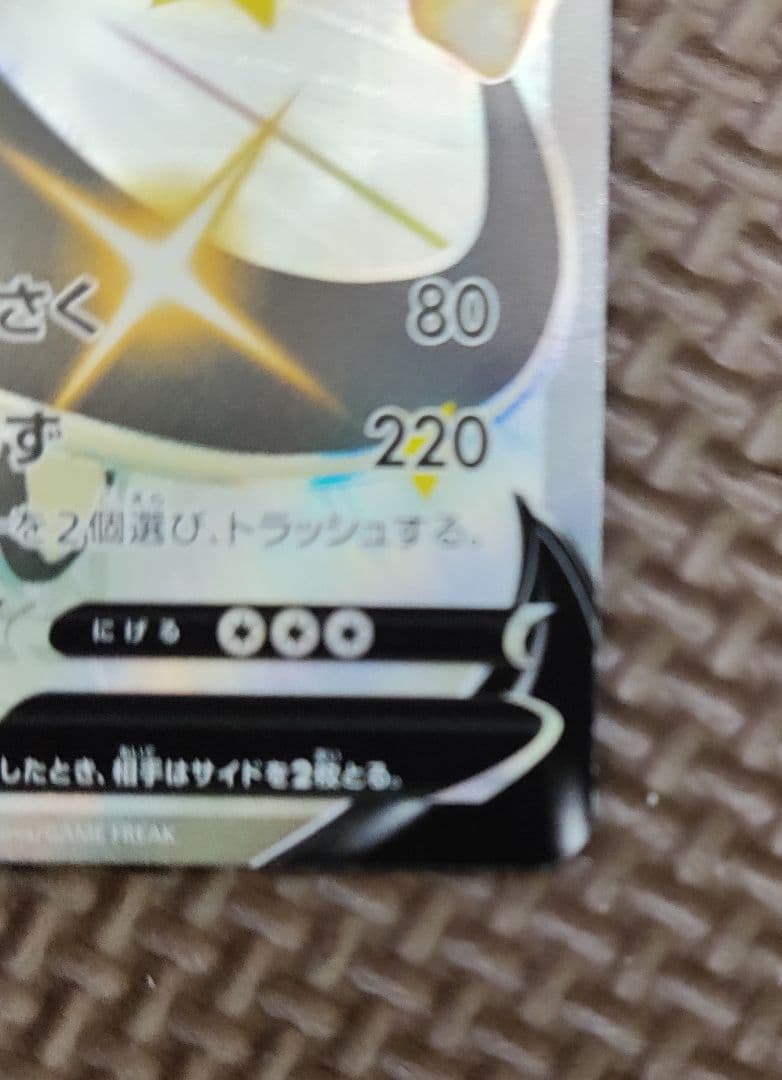 さく 80
ず 220
を2個選び、トラッシュする。
にげる
したとき、相手はサイドを2枚とる。
GAME FREAK